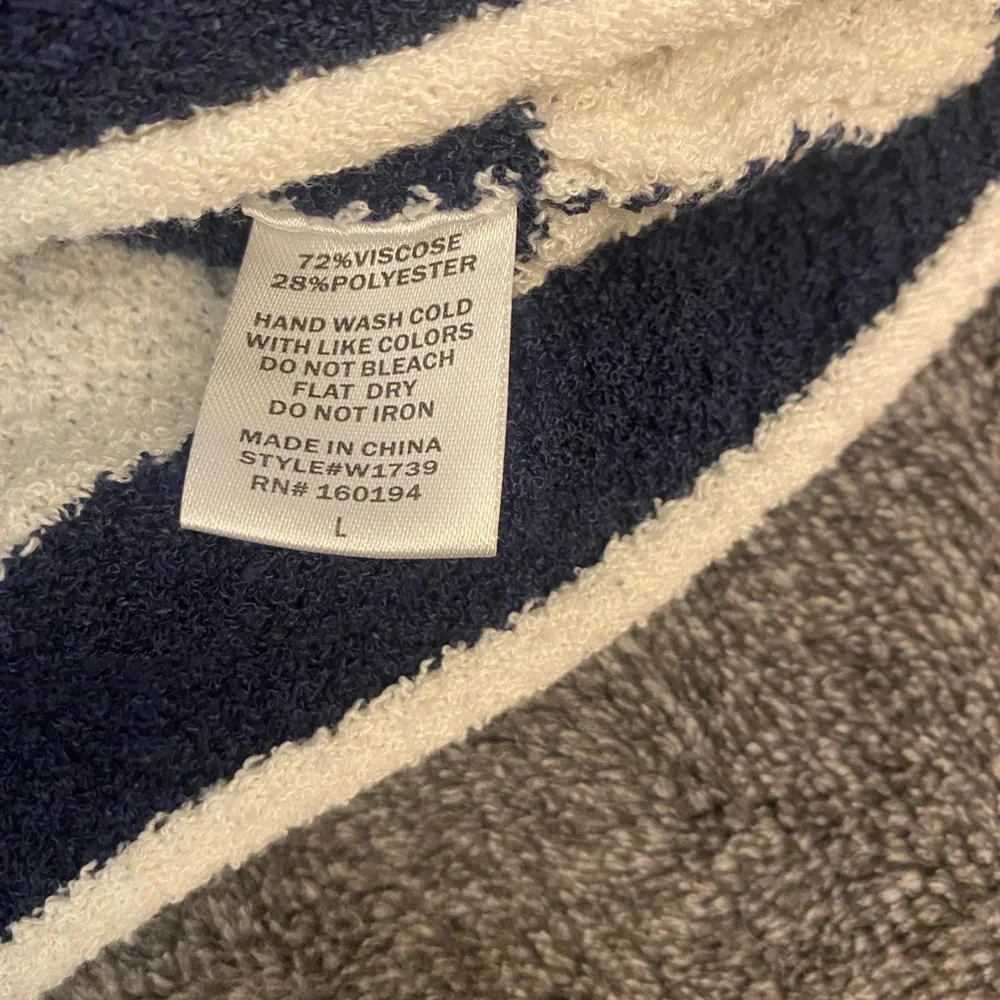 72%VISCOSE
28%POLYESTER
HAND WASH COLD
WITH LIKE COLORS
DO NOT BLEACH
FLAT DRY
DO NOT IRON
MADE IN CHINA
STYLE#W1739
RN# 160194
L